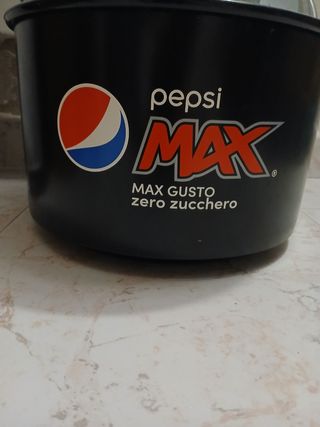 pepsi
MAX®
MAX GUSTO
zero zucchero